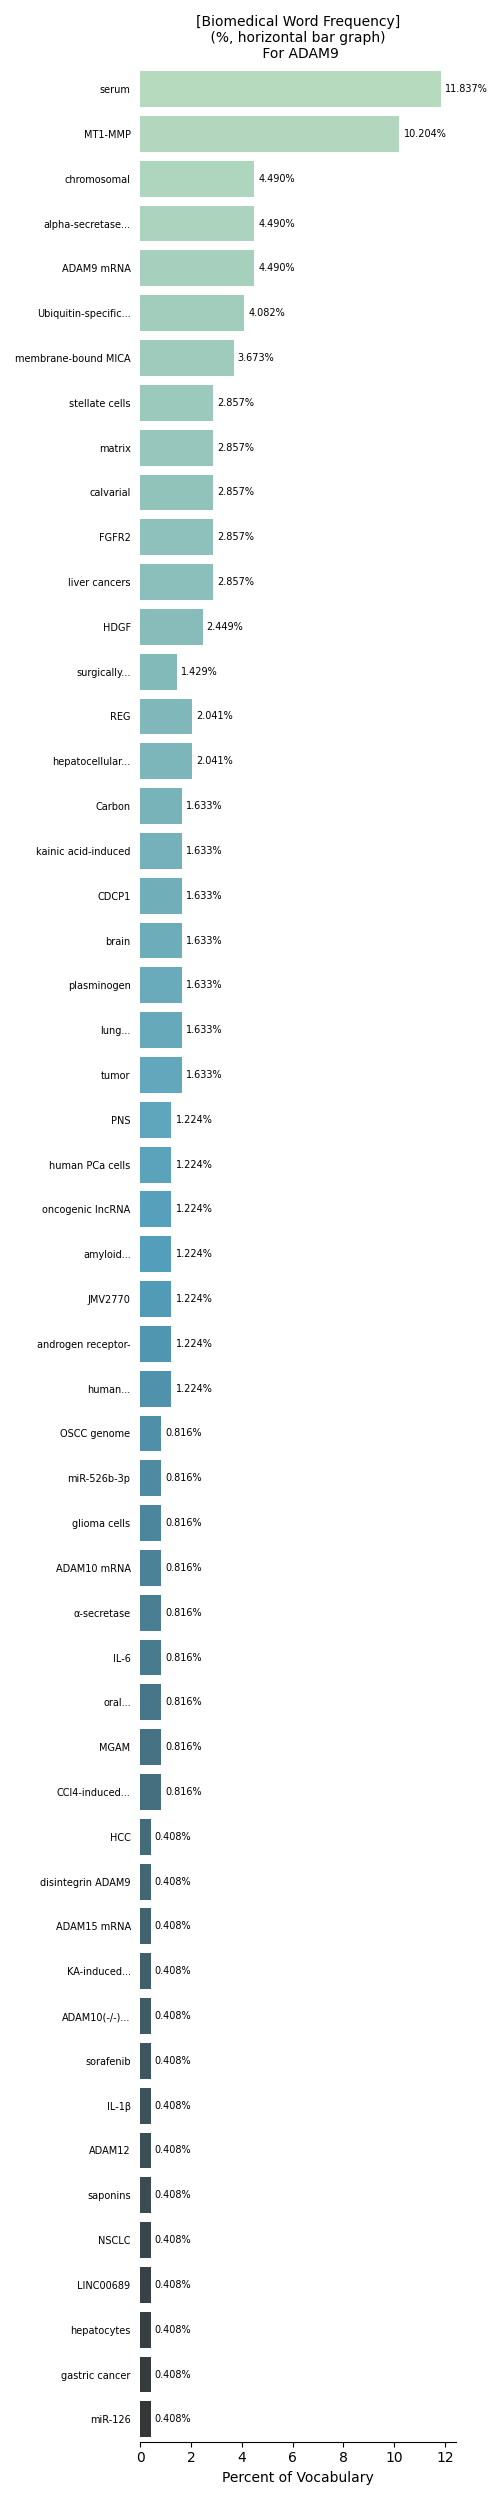 [Biomedical Word Frequency]
(%, horizontal bar graph)
For ADAM9
serum 11.837%
MT1-MMP 10.204%
chromosomal 4.490%
alpha-secretase... 4.490%
ADAM9 mRNA 4.490%
Ubiquitin-specific... 4.082%
membrane-bound MICA 3.673%
stellate cells 2.857%
matrix 2.857%
calvarial 2.857%
FGFR2 2.857%
liver cancers 2.857%
HDGF 2.449%
surgically... 1.429%
REG 2.041%
hepatocellular... 2.041%
Carbon 1.633%
kainic acid-induced 1.633%
CDCP1 1.633%
brain 1.633%
plasminogen 1.633%
lung... 1.633%
tumor 1.633%
PNS 1.224%
human PCa cells 1.224%
oncogenic lncRNA 1.224%
amyloid... 1.224%
JMV2770 1.224%
androgen receptor- 1.224%
human... 1.224%
OSCC genome 0.816%
miR-526b-3p 0.816%
glioma cells 0.816%
ADAM10 mRNA 0.816%
α-secretase 0.816%
IL-6 0.816%
oral... 0.816%
MGAM 0.816%
CCl4-induced... 0.816%
HCC 0.408%
disintegrin ADAM9 0.408%
ADAM15 mRNA 0.408%
KA-induced... 0.408%
ADAM10(-/-)... 0.408%
sorafenib 0.408%
IL-1β 0.408%
ADAM12 0.408%
saponins 0.408%
NSCLC 0.408%
LINC00689 0.408%
hepatocytes 0.408%
gastric cancer 0.408%
miR-126 0.408%
0 2 4 6 8 10 12
Percent of Vocabulary